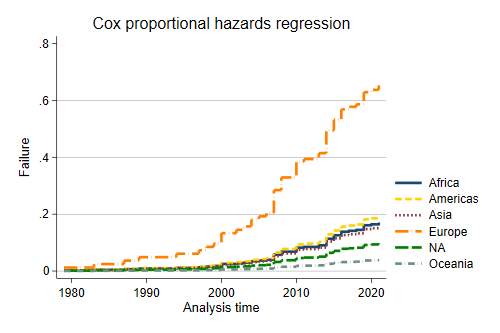 Cox proportional hazards regression
.8
.6
.4
.2
0
Failure
1980 1990 2000 2010 2020
Analysis time
Africa
Americas
Asia
Europe
NA
Oceania